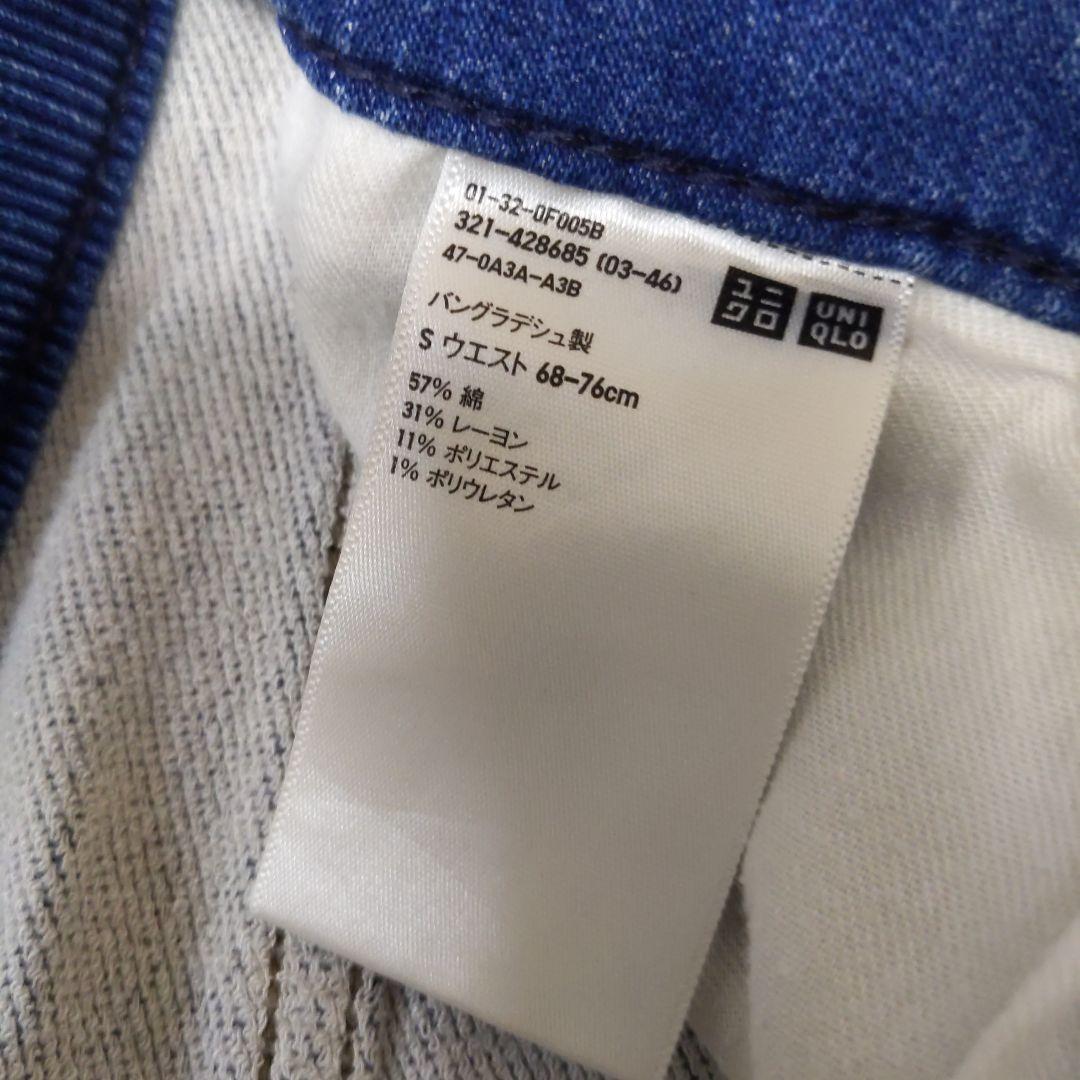 01-32-0F005B
321-428685 (03-46)
47-0A3A-A3B
バングラデシュ製
S ウエスト 68-76cm
57% 綿
31% レーヨン
11% ポリエステル
1% ポリウレタン
ユニ
クロ
UNI
QLO